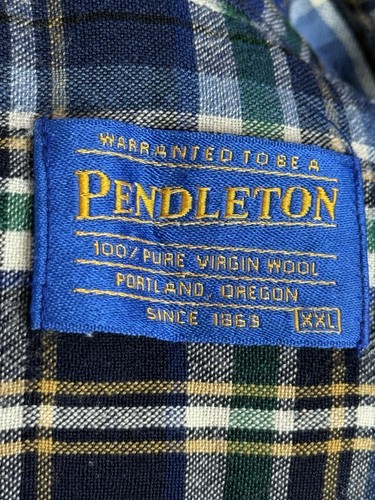 WARRANTED TO BE A
PENDLETON
100% PURE VIRGIN WOOL
PORTLAND, OREGON
SINCE 1863 XXL